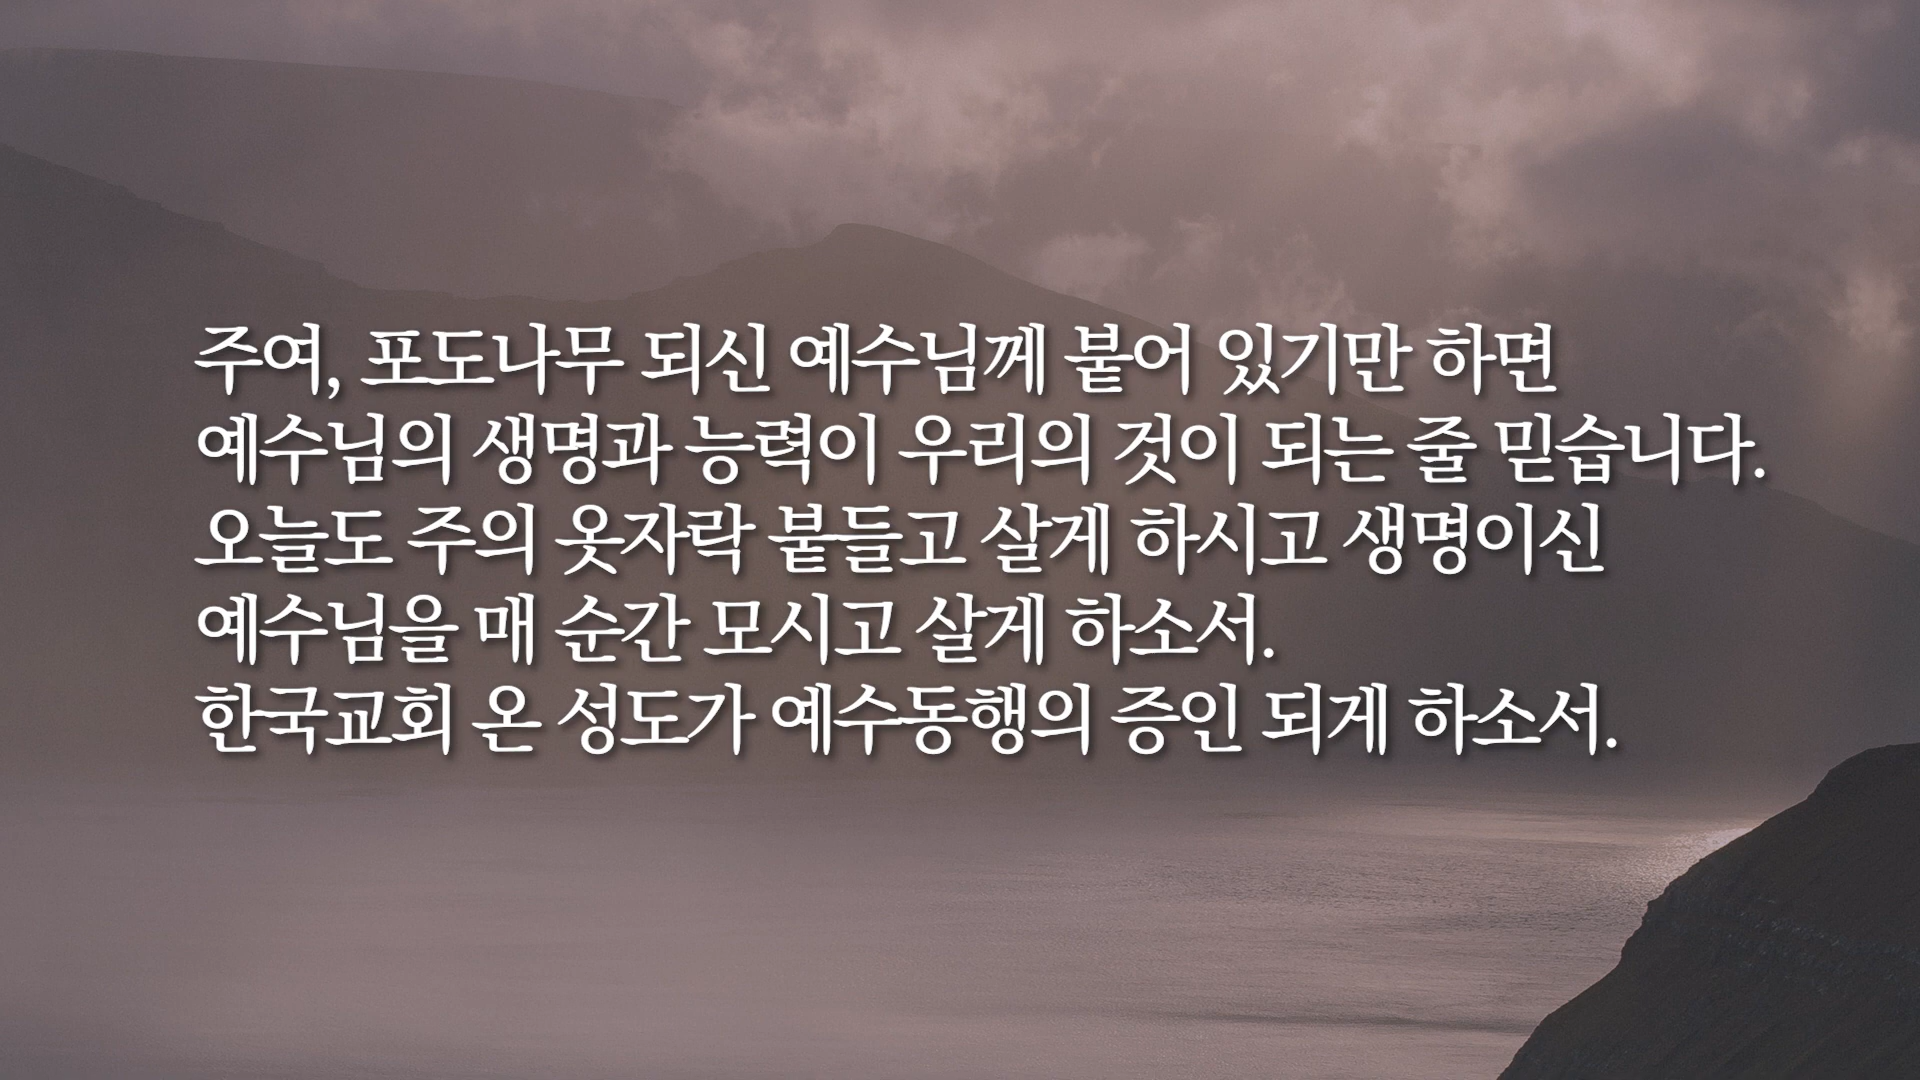 주여, 포도나무 되신 예수님께 붙어 있기만 하면
예수님의 생명과 능력이 우리의 것이 되는 줄 믿습니다.
오늘도 주의 옷자락 붙들고 살게 하시고 생명이신
예수님을 매 순간 모시고 살게 하소서.
한국교회 온 성도가 예수동행의 증인 되게 하소서.